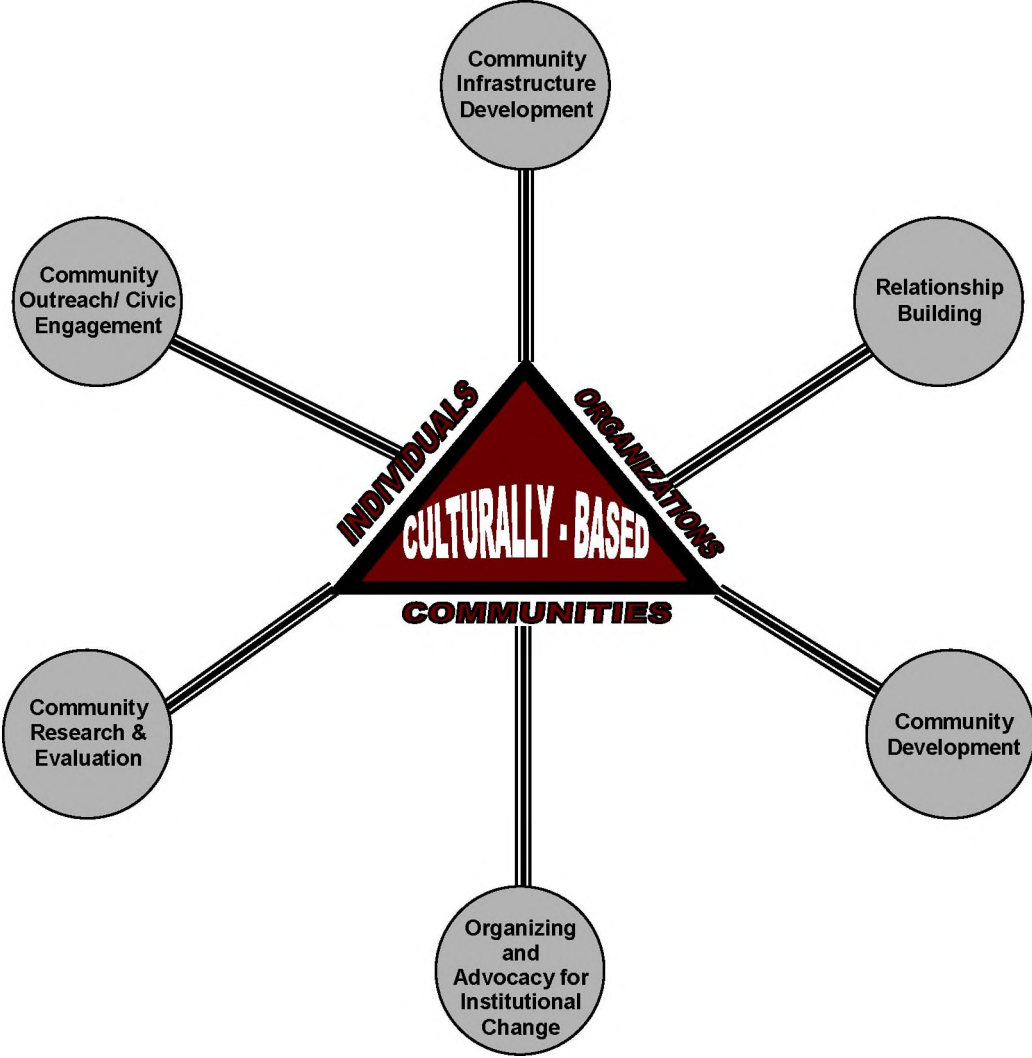 Community
Infrastructure
Development
Community
Outreach/ Civic
Engagement
Relationship
Building
INDIVIDUALS
ORGANIZATIONS
CULTURALLY - BASED
COMMUNITIES
Community
Research &
Evaluation
Community
Development
Organizing
and
Advocacy for
Institutional
Change